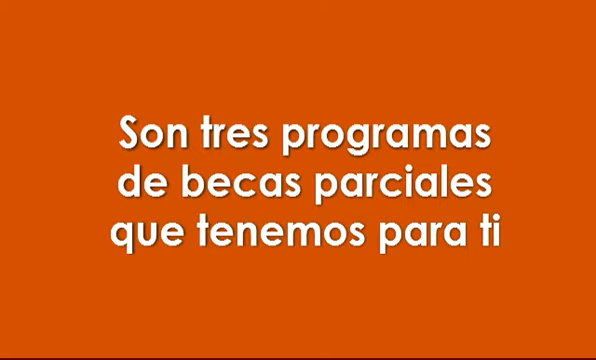 Son tres programas
de becas parciales
que tenemos para ti